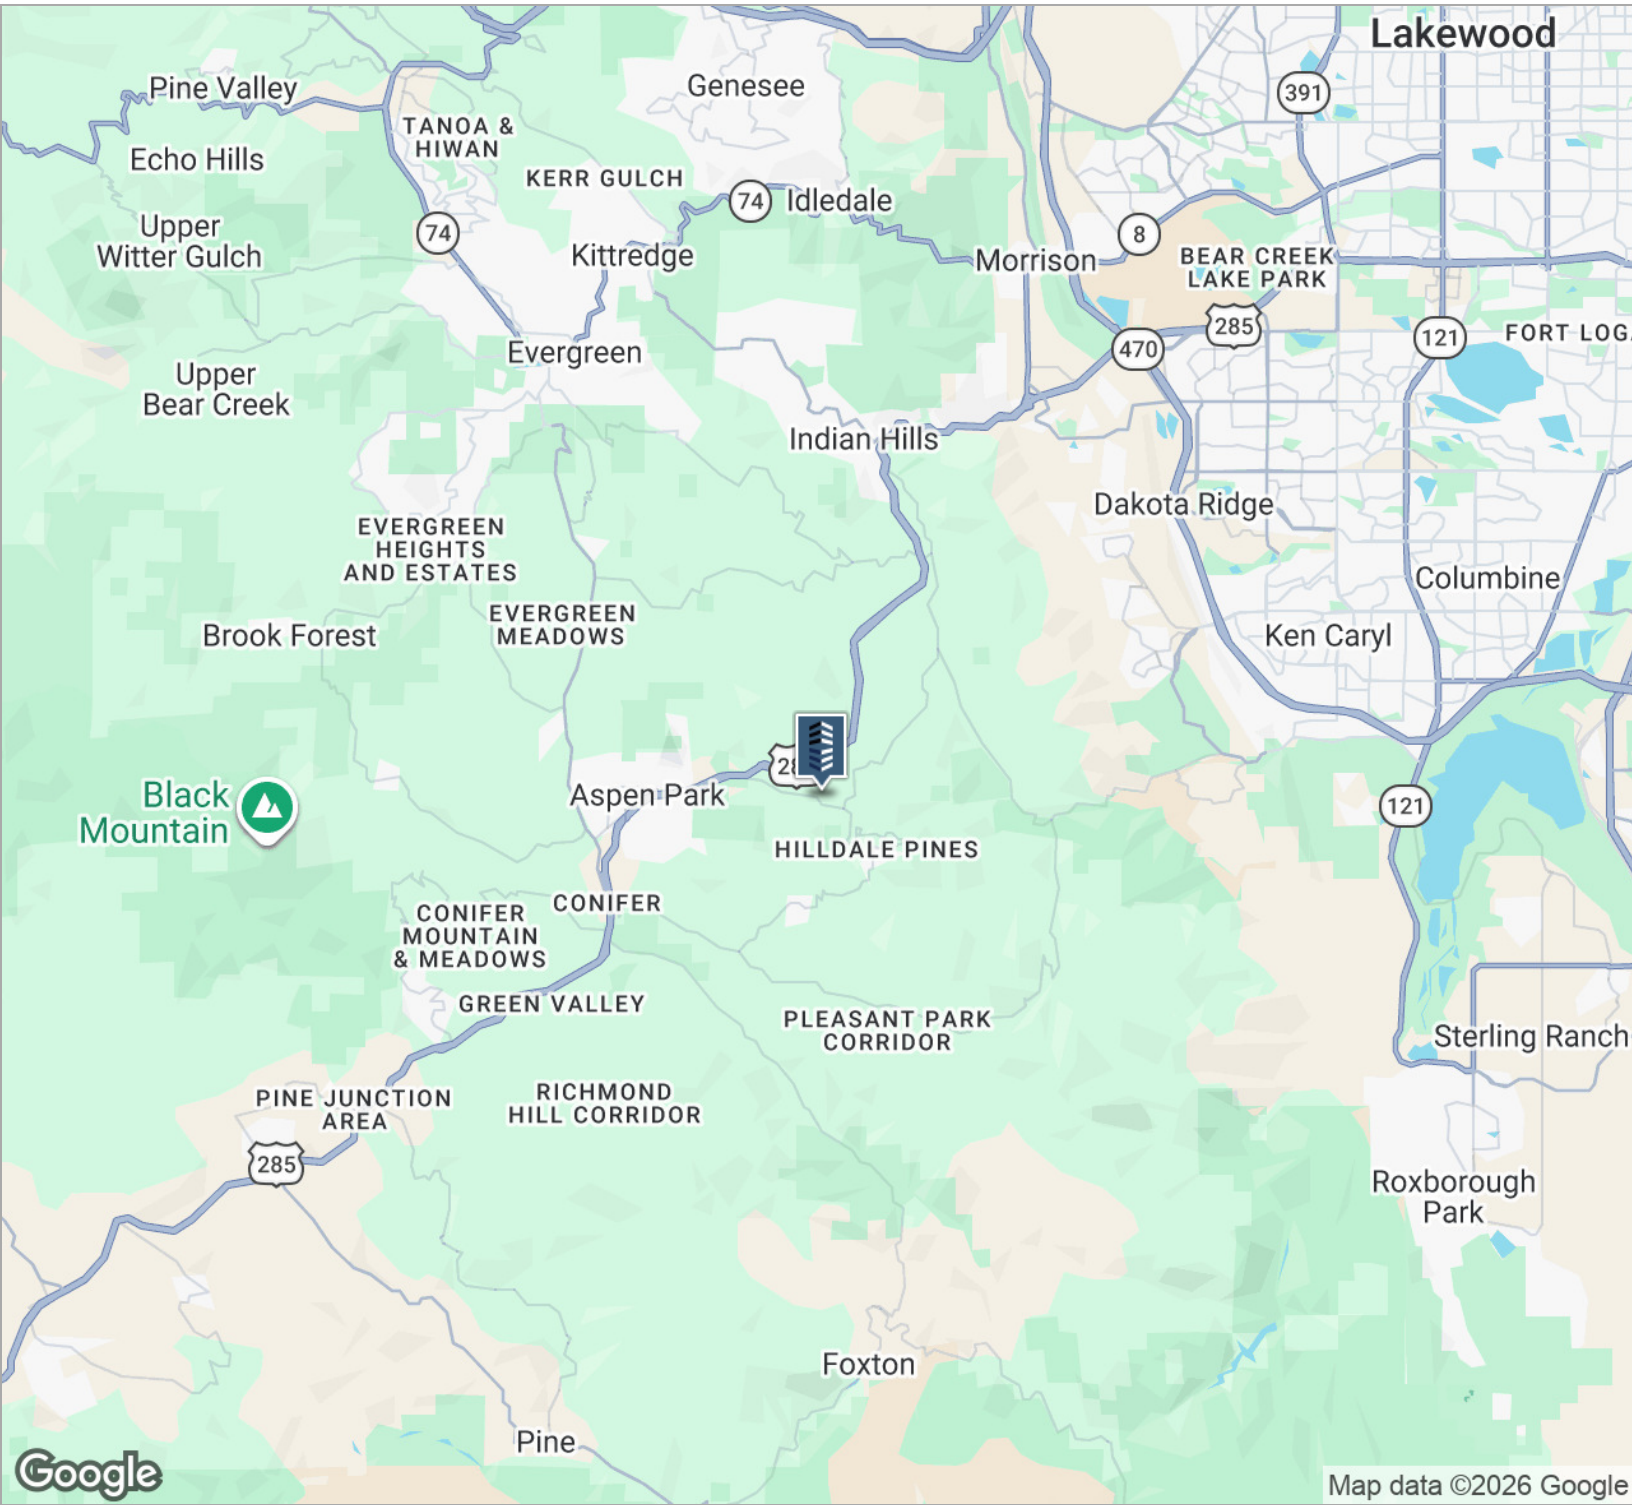 Lakewood
391
Genesee
Pine Valley
TANOA &
HIWAN
Echo Hills
KERR GULCH
74
Idledale
Upper
Witter Gulch
74
Kittredge
8
Morrison
BEAR CREEK
LAKE PARK
285
121
FORT LOG
470
Evergreen
Upper
Bear Creek
Indian Hills
Dakota Ridge
EVERGREEN
HEIGHTS
AND ESTATES
Columbine
EVERGREEN
MEADOWS
Brook Forest
Ken Caryl
28
Black
Mountain
Aspen Park
121
HILLDALE PINES
CONIFER
CONIFER
MOUNTAIN
& MEADOWS
GREEN VALLEY
PLEASANT PARK
CORRIDOR
Sterling Ranch
PINE JUNCTION
AREA
RICHMOND
HILL CORRIDOR
285
Roxborough
Park
Foxton
Pine
Google
Map data ©2026 Google